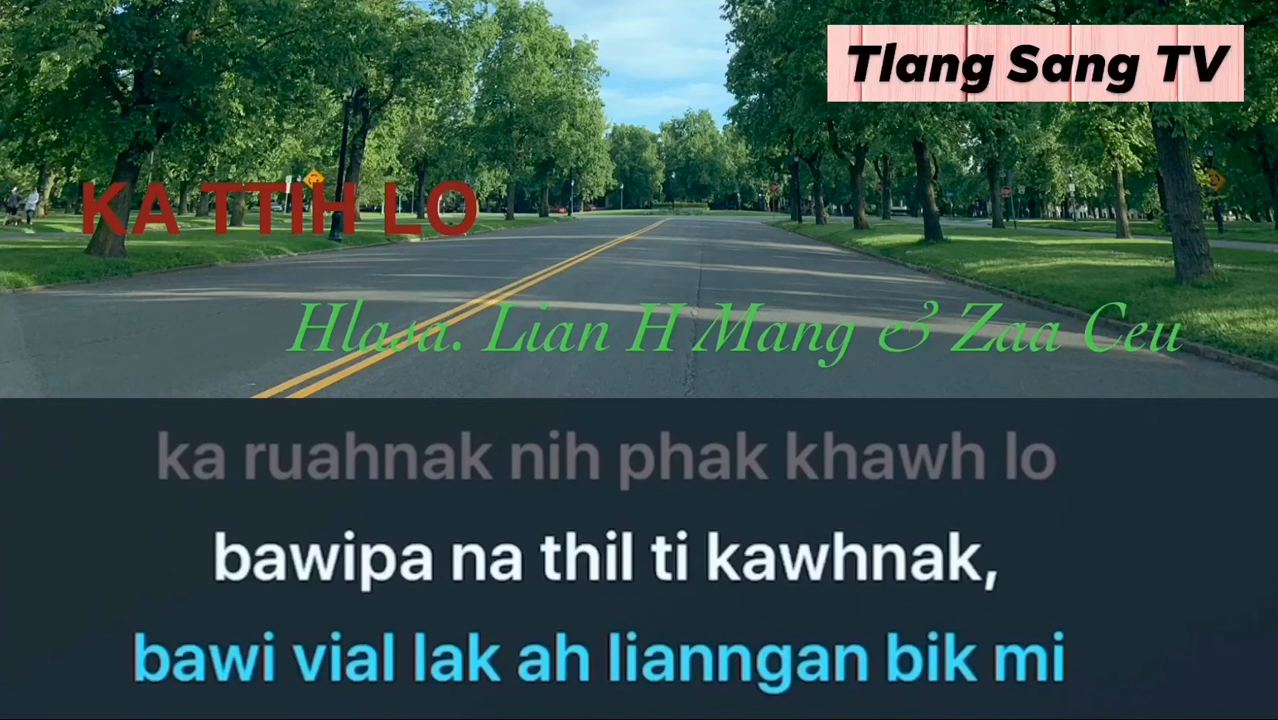 Tlang Sang TV
KA TTIH LO
Hlasa. Lian H Mang & Zaa Ceu
ka ruahnak nih phak khawh lo
bawipa na thil ti kawhnak,
bawi vial lak ah lianngan bik mi